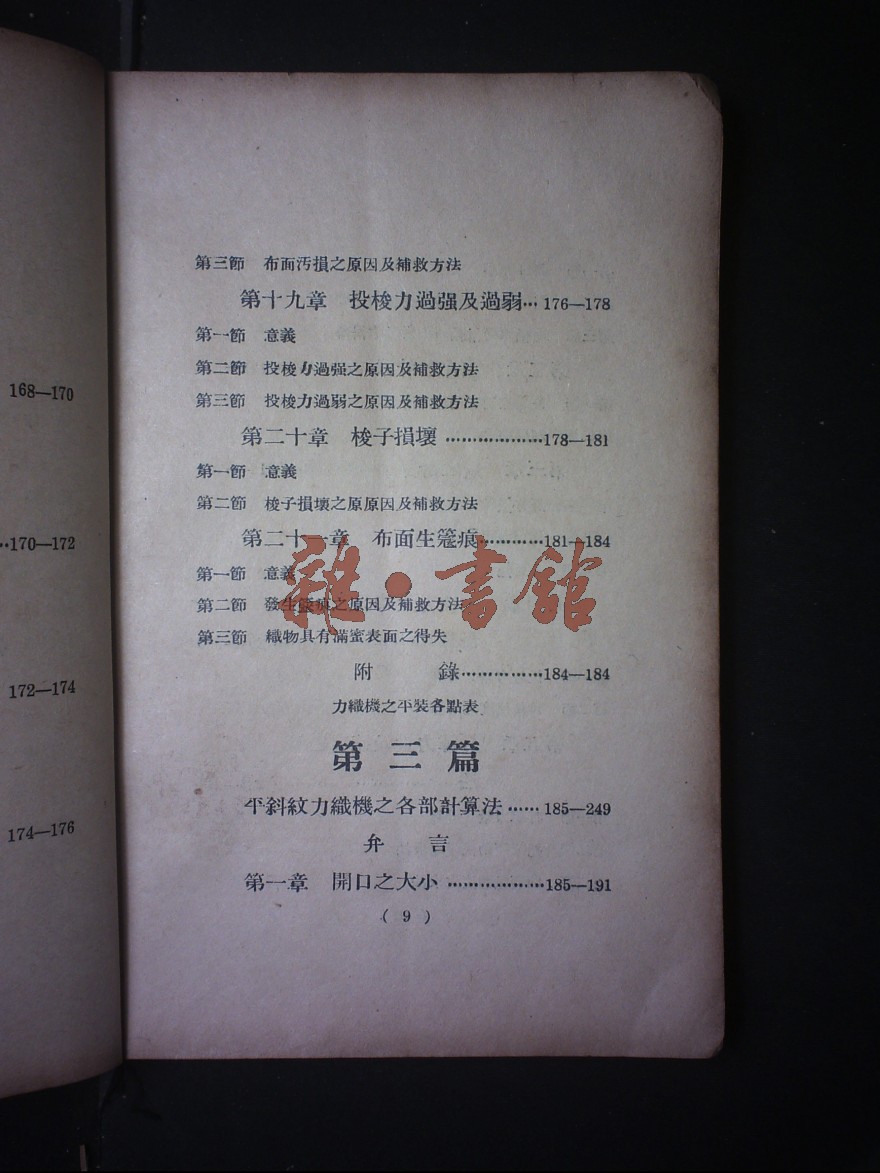 168—170
…170—172
172—174
174—176
第三節 布面汚損之原因及補救方法
第十九章 投梭力過强及過弱…176—178
第一節 意義
第二節 投梭力過强之原因及補救方法
第三節 投梭力過弱之原因及補救方法
第二十章 梭子損壞………………178—181
第一節 意義
第二節 梭子損壞之原原因及補救方法
第二十一章 布面生筬痕…………181—184
第一節 意義
第二節 發生筬痕之原因及補救方法
第三節 織物具有滿蜜表面之得失
附 錄……………184—184
力織機之平裝各點表
第三篇
平斜紋力織機之各部計算法……185—249
弁言
第一章 開口之大小………………185—191
( 9 )
雜·書館